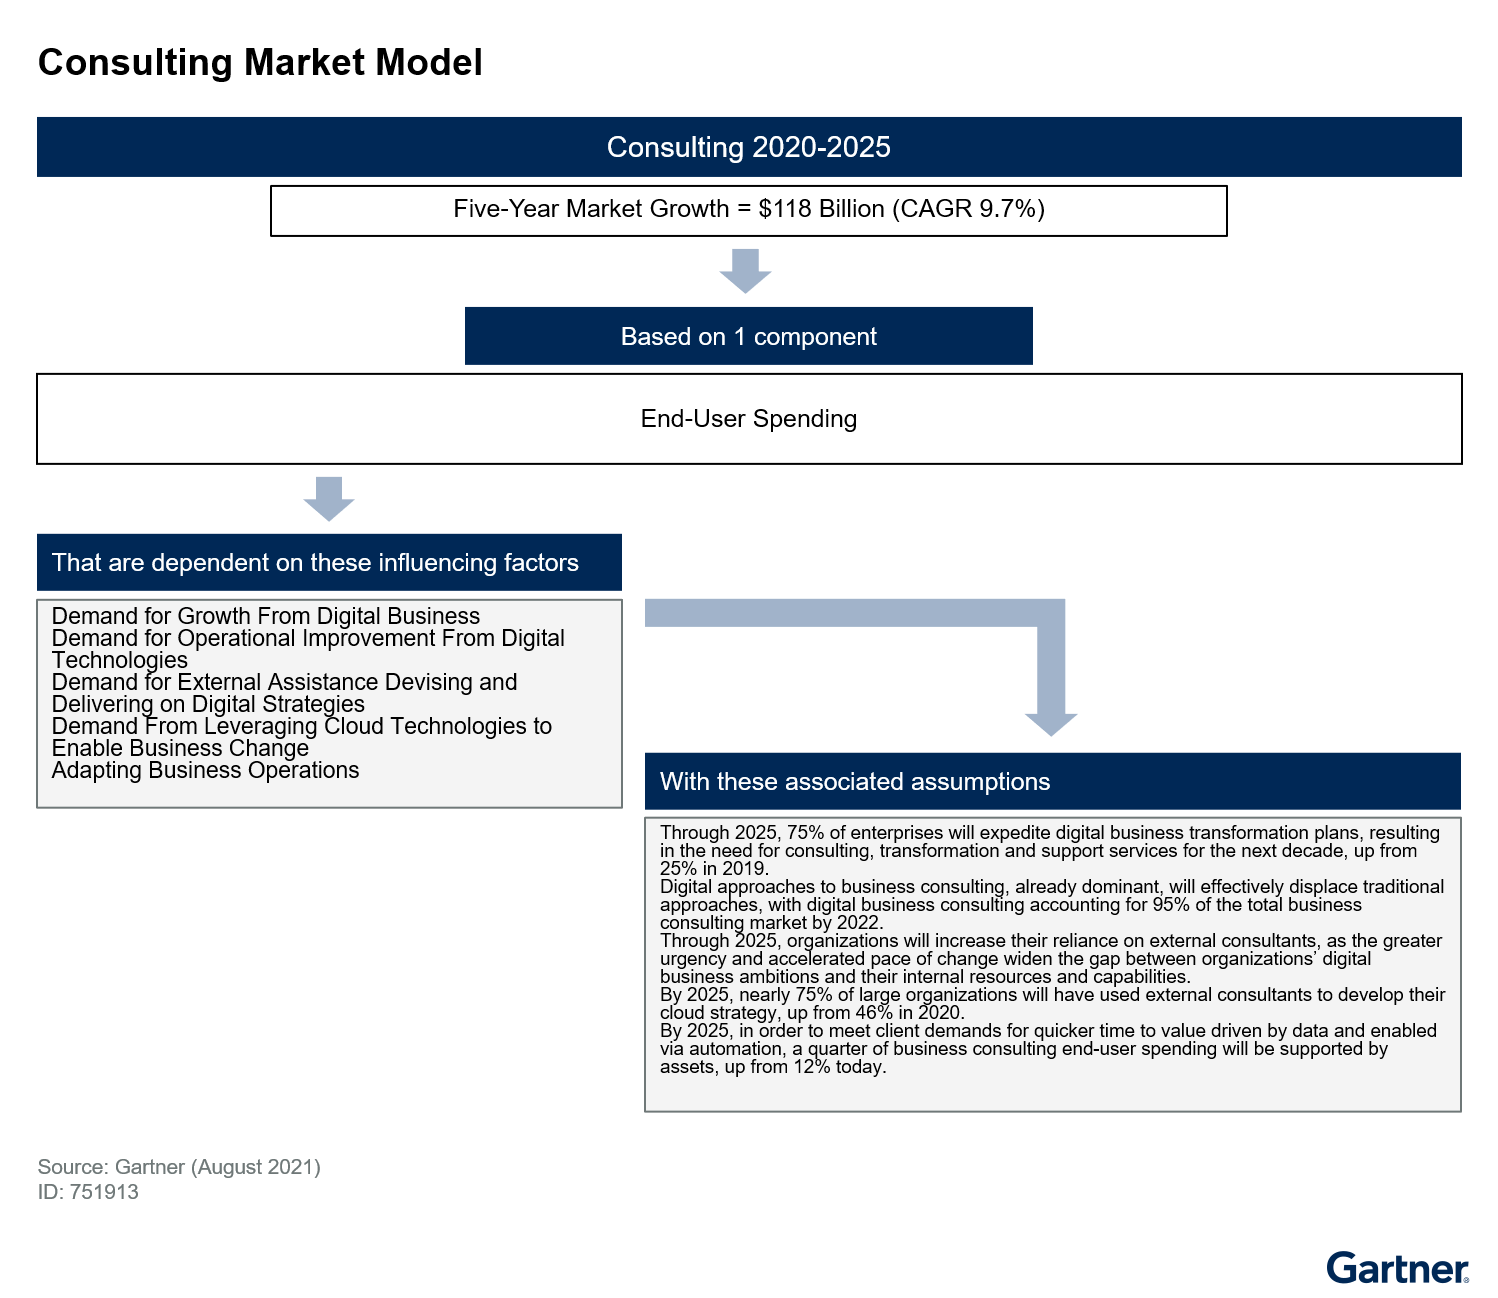 Consulting Market Model
Consulting 2020-2025
Five-Year Market Growth = $118 Billion (CAGR 9.7%)
Based on 1 component
End-User Spending
That are dependent on these influencing factors
Demand for Growth From Digital Business
Demand for Operational Improvement From Digital
Technologies
Demand for External Assistance Devising and
Delivering on Digital Strategies
Demand From Leveraging Cloud Technologies to
Enable Business Change
Adapting Business Operations
With these associated assumptions
Through 2025, 75% of enterprises will expedite digital business transformation plans, resulting
in the need for consulting, transformation and support services for the next decade, up from
25% in 2019.
Digital approaches to business consulting, already dominant, will effectively displace traditional
approaches, with digital business consulting accounting for 95% of the total business
consulting market by 2022.
Through 2025, organizations will increase their reliance on external consultants, as the greater
urgency and accelerated pace of change widen the gap between organizations’ digital
business ambitions and their internal resources and capabilities.
By 2025, nearly 75% of large organizations will have used external consultants to develop their
cloud strategy, up from 46% in 2020.
By 2025, in order to meet client demands for quicker time to value driven by data and enabled
via automation, a quarter of business consulting end-user spending will be supported by
assets, up from 12% today.
Source: Gartner (August 2021)
ID: 751913
Gartner®